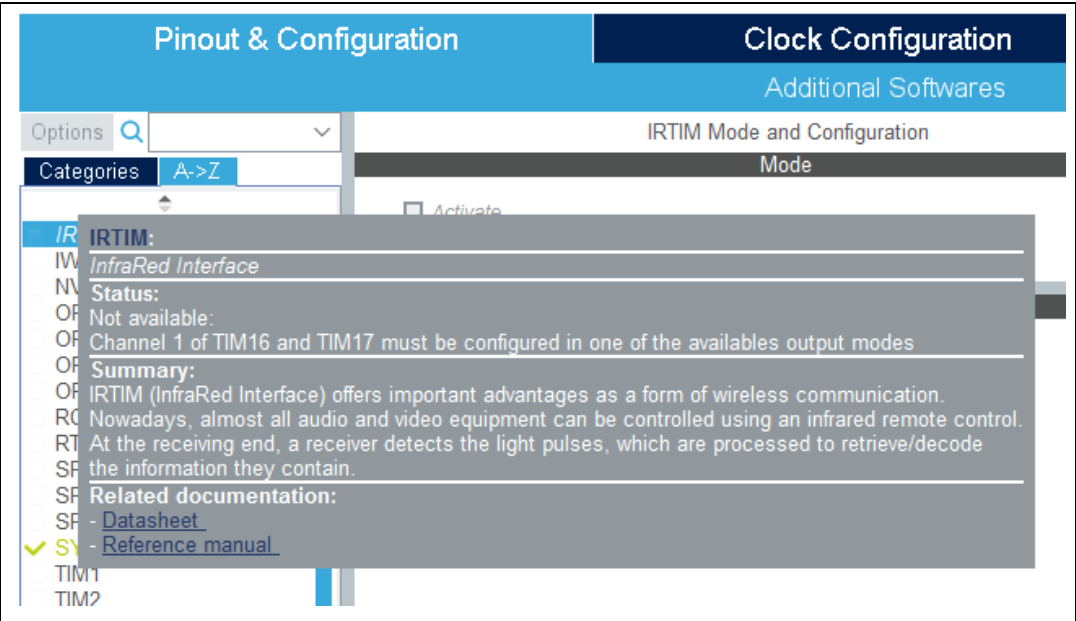 Pinout & Configuration
Clock Configuration
Additional Softwares
Options
IRTIM Mode and Configuration
Categories
A->Z
Mode
Activate
IRTIM:
InfraRed Interface
Status:
Not available:
Channel 1 of TIM16 and TIM17 must be configured in one of the availables output modes
Summary:
IRTIM (InfraRed Interface) offers important advantages as a form of wireless communication.
Nowadays, almost all audio and video equipment can be controlled using an infrared remote control.
At the receiving end, a receiver detects the light pulses, which are processed to retrieve/decode
the information they contain.
Related documentation:
- Datasheet
- Reference manual
TIM1
TIM2